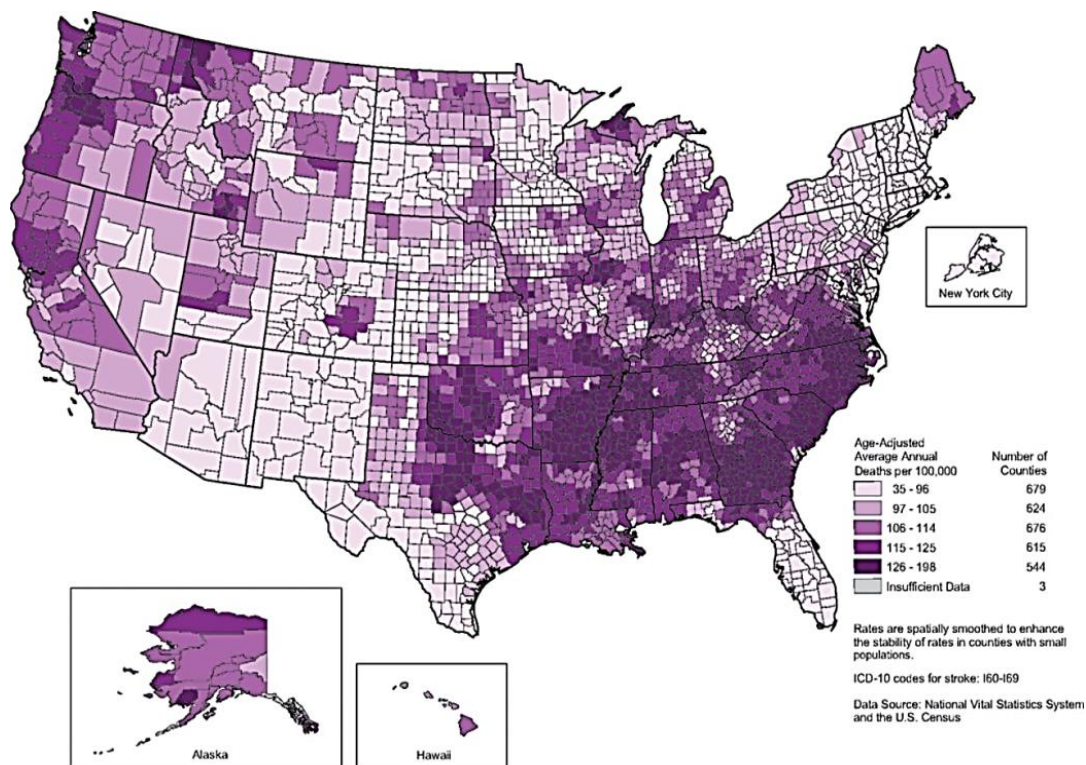 New York City
Age-Adjusted
Average Annual
Deaths per 100,000
Number of
Counties
35 - 96 679
97 - 105 624
106 - 114 676
115 - 125 615
126 - 198 544
Insufficient Data 3
Rates are spatially smoothed to enhance
the stability of rates in counties with small
populations.
ICD-10 codes for stroke: I60-I69
Data Source: National Vital Statistics System
and the U.S. Census
Alaska
Hawaii